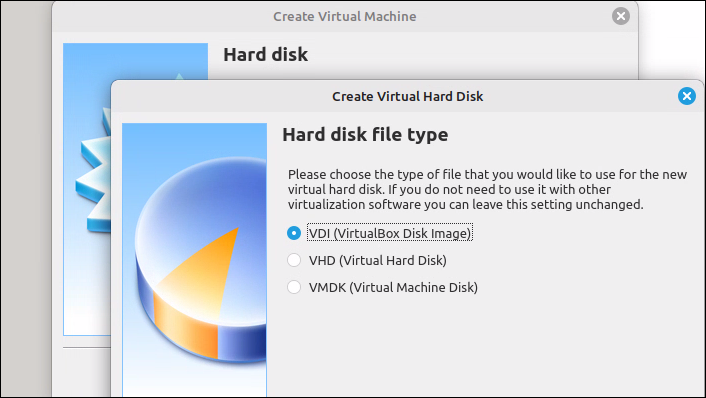 Create Virtual Machine
Hard disk
Create Virtual Hard Disk
Hard disk file type
Please choose the type of file that you would like to use for the new
virtual hard disk. If you do not need to use it with other
virtualization software you can leave this setting unchanged.
VDI (VirtualBox Disk Image)
VHD (Virtual Hard Disk)
VMDK (Virtual Machine Disk)